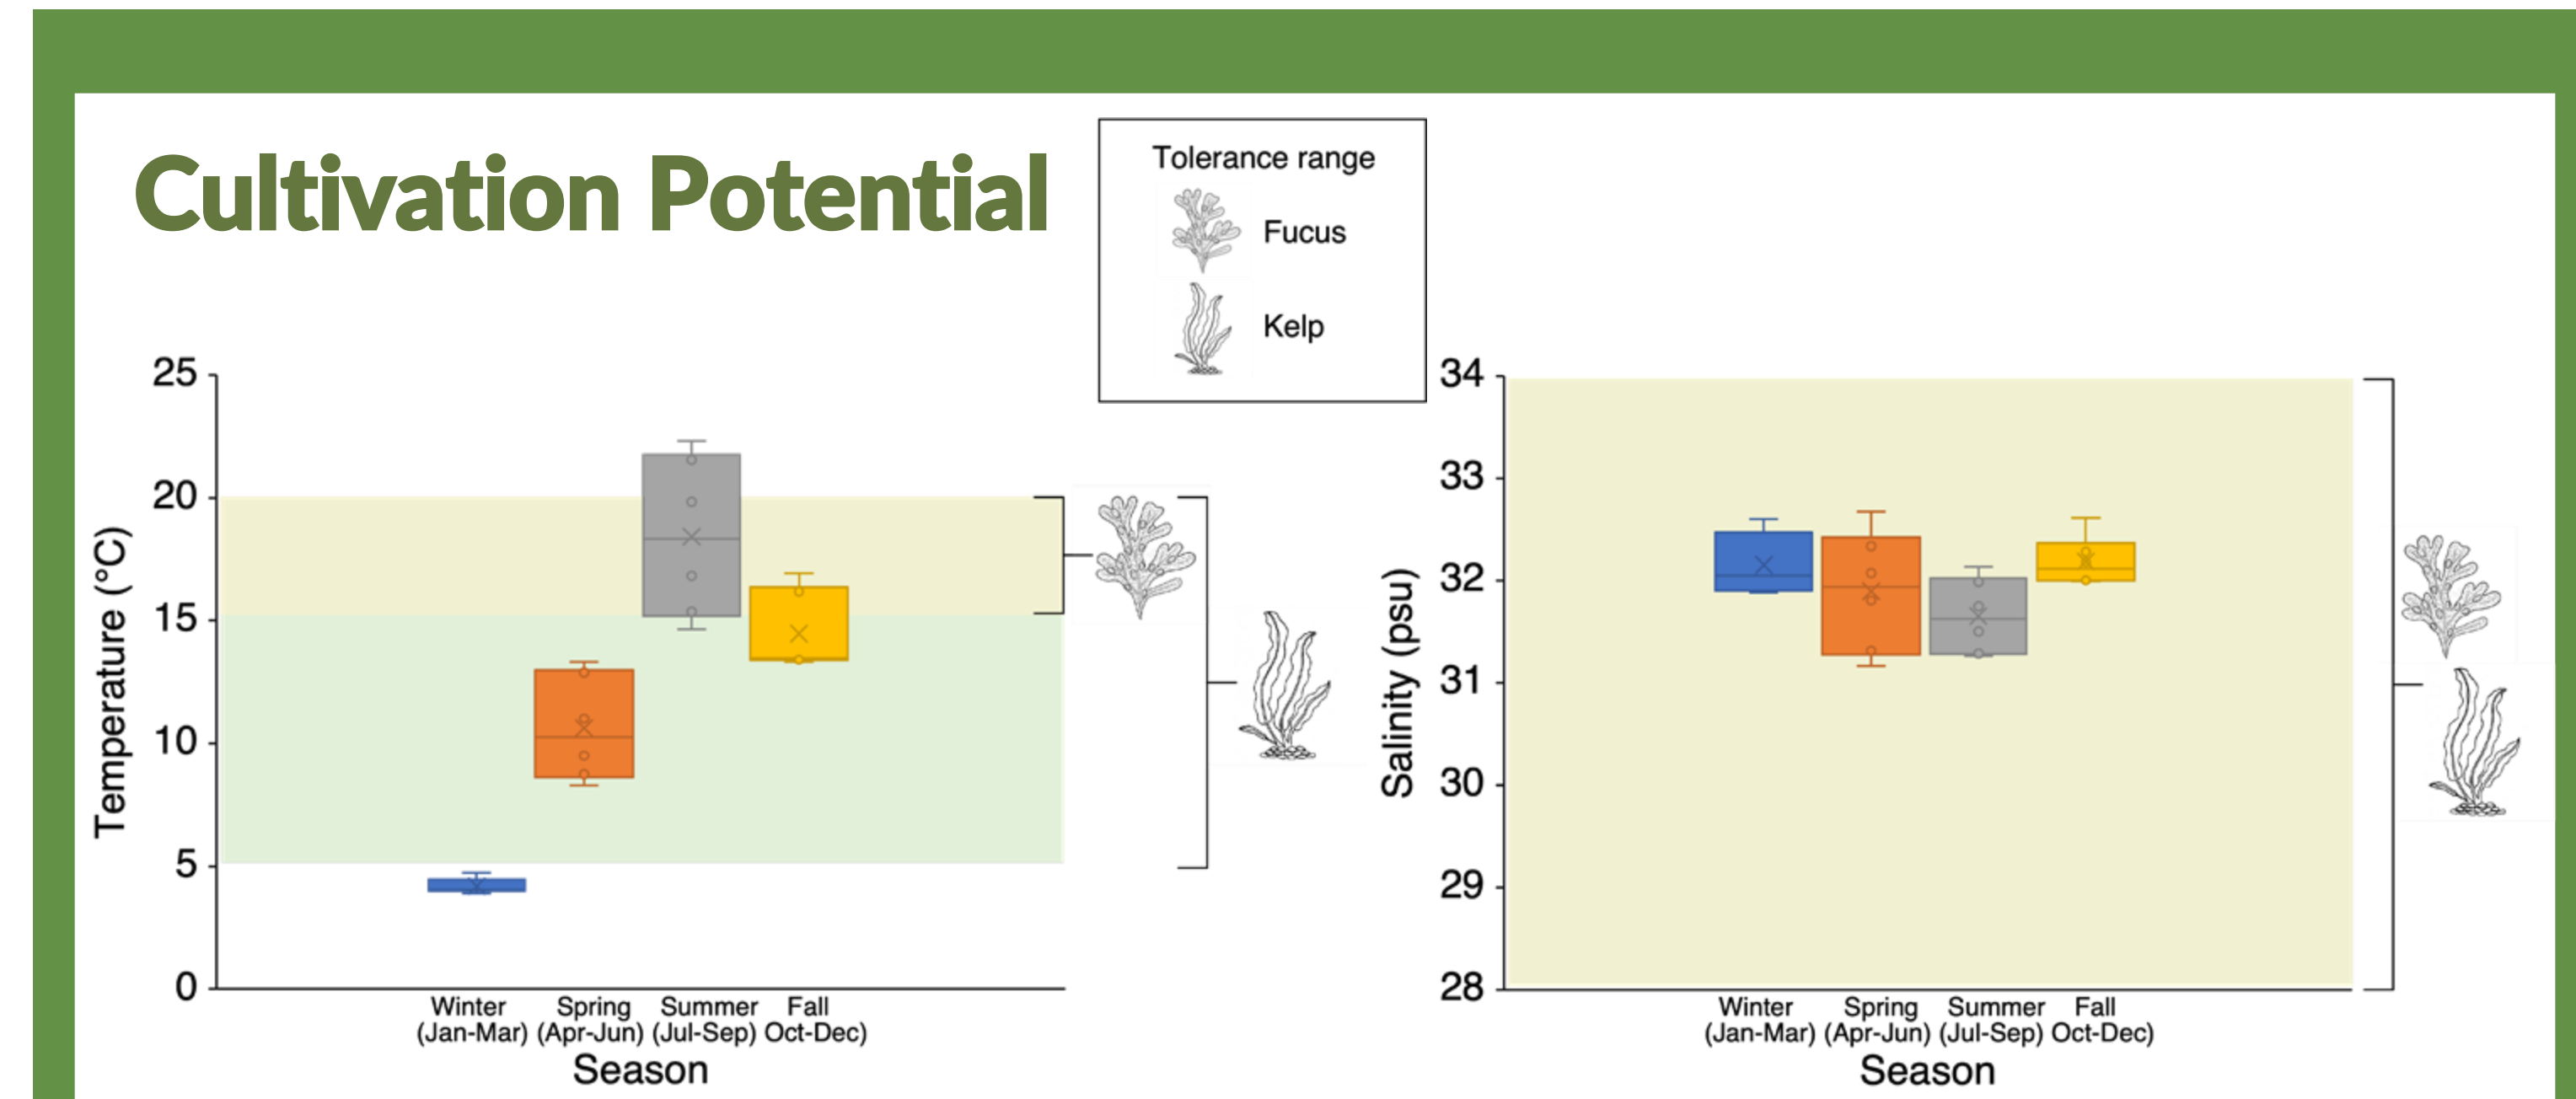 Cultivation Potential
Tolerance range
Fucus
Kelp
25
20
15
10
5
0
Temperature (°C)
Winter Spring Summer Fall
(Jan-Mar) (Apr-Jun) (Jul-Sep) Oct-Dec)
Season
34
33
32
31
30
29
28
Salinity (psu)
Winter Spring Summer Fall
(Jan-Mar) (Apr-Jun) (Jul-Sep) Oct-Dec)
Season